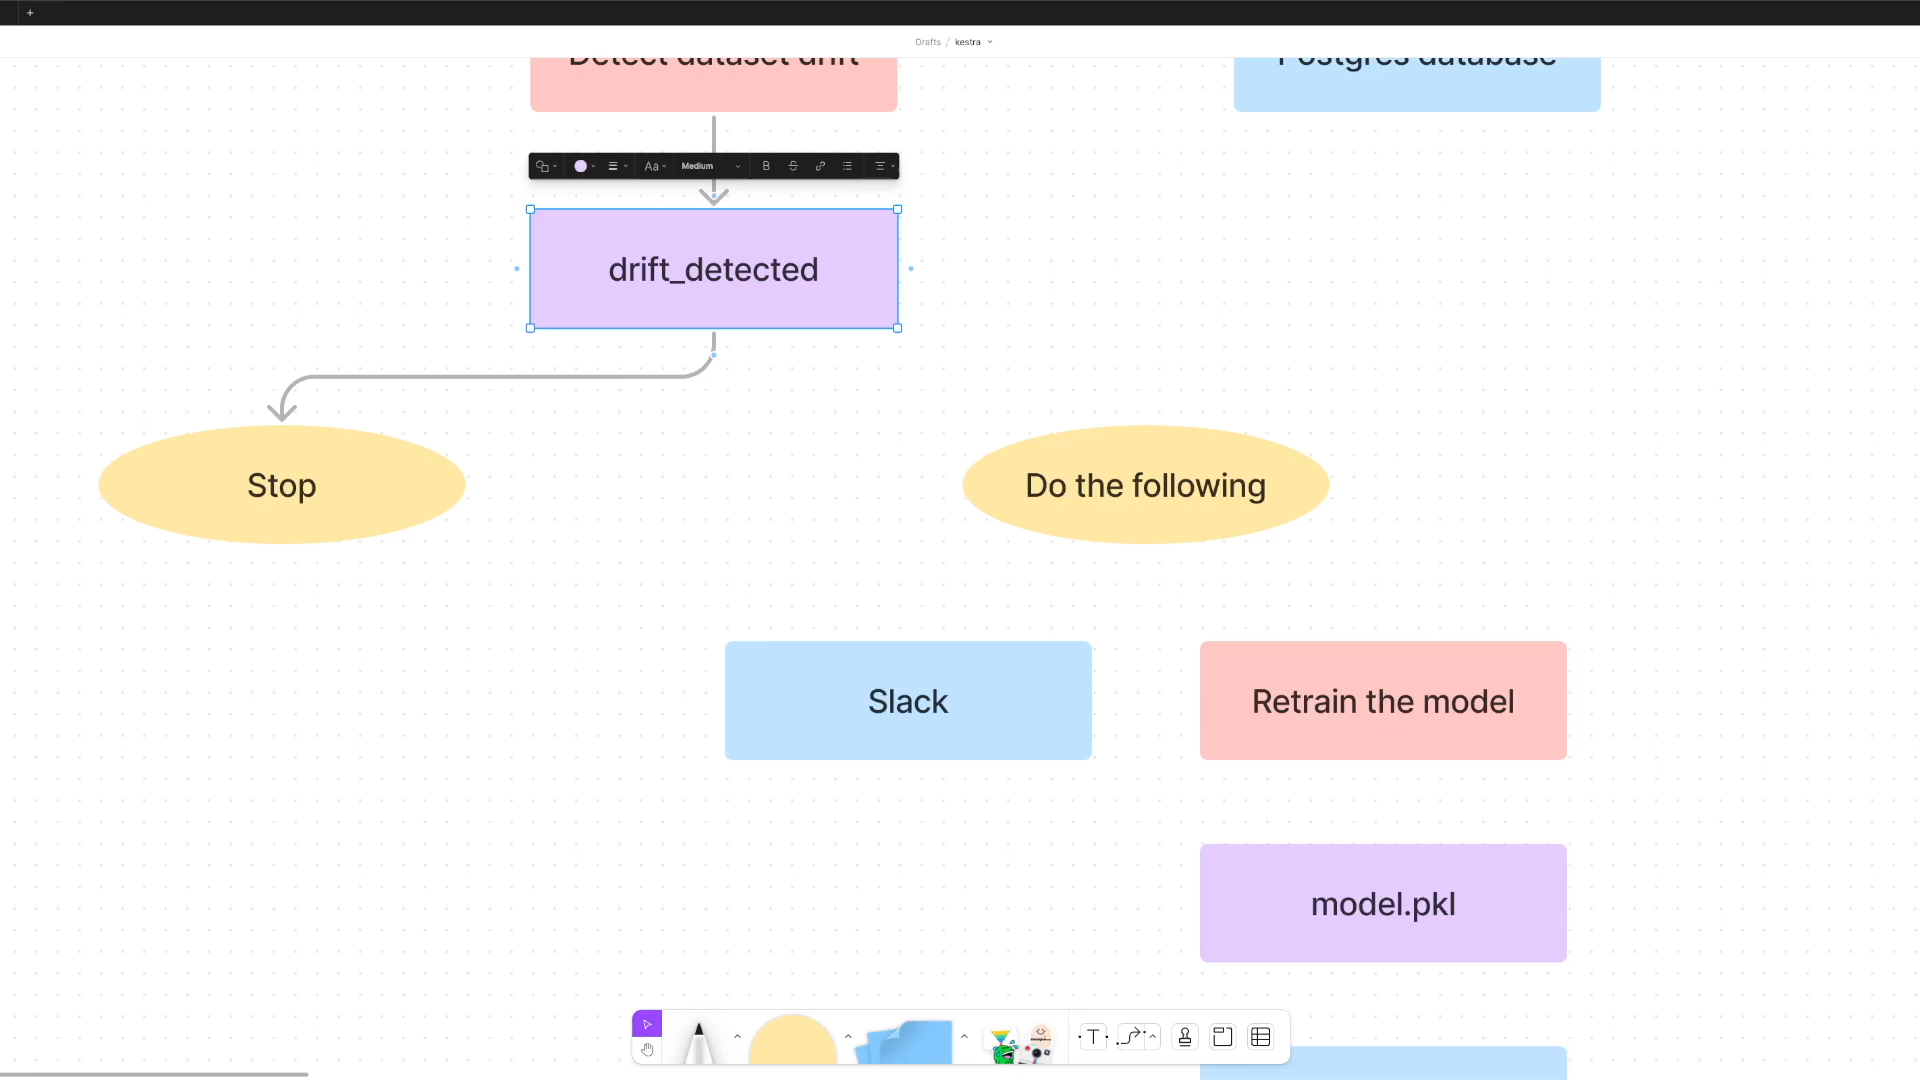 Drafts / kestra
Detect dataset drift
Postgres database
Aa
Medium
B
S
drift_detected
Stop
Do the following
Slack
Retrain the model
model.pkl
T